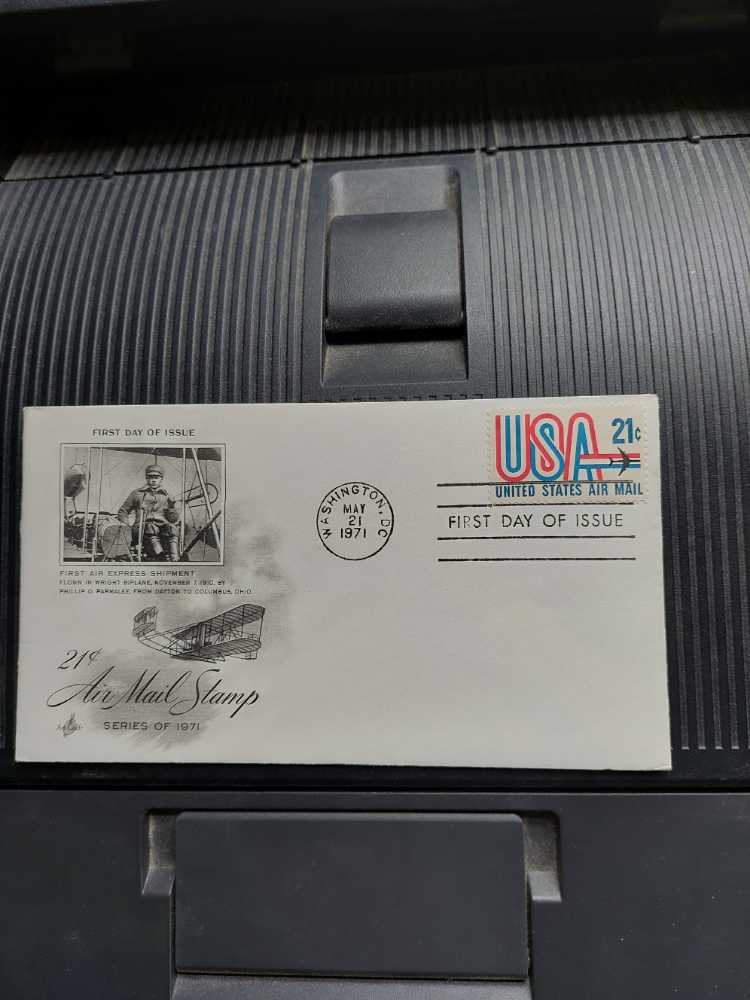 FIRST DAY OF ISSUE
FIRST AIR EXPRESS SHIPMENT
FLOWN IN WRIGHT BIPLANE, NOVEMBER 7, 1910, BY
PHILLIP O. PARMALEE, FROM DAYTON TO COLUMBUS, OHIO.
21¢
Air Mail Stamp
SERIES OF 1971
ArtCraft
WASHINGTON, DC
MAY
21
1971
USA 21¢
UNITED STATES AIR MAIL
FIRST DAY OF ISSUE